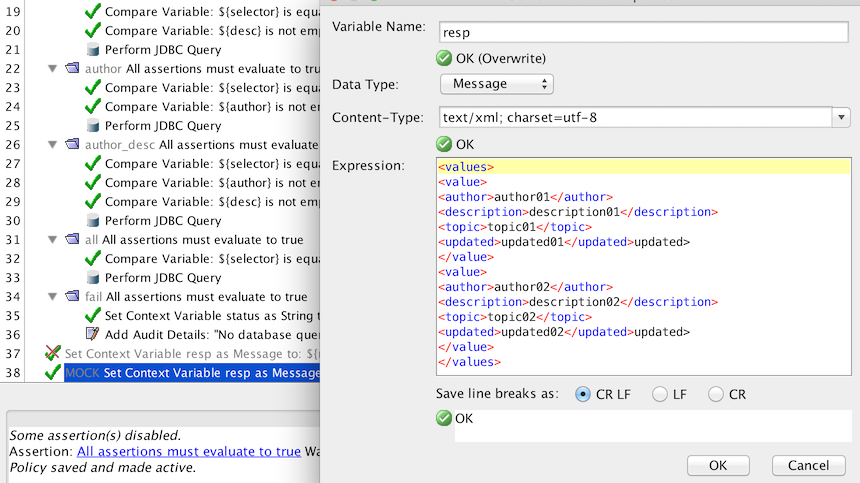 19 Compare Variable: ${selector} is equa
20 Compare Variable: ${desc} is not emp
21 Perform JDBC Query
22 author All assertions must evaluate to tru
23 Compare Variable: ${selector} is equa
24 Compare Variable: ${author} is not em
25 Perform JDBC Query
26 author_desc All assertions must evaluate
27 Compare Variable: ${selector} is equa
28 Compare Variable: ${author} is not em
29 Compare Variable: ${desc} is not emp
30 Perform JDBC Query
31 all All assertions must evaluate to true
32 Compare Variable: ${selector} is equa
33 Perform JDBC Query
34 fail All assertions must evaluate to true
35 Set Context Variable status as String t
36 Add Audit Details: "No database quer
37 Set Context Variable resp as Message to: ${
38 MOCK Set Context Variable resp as Message
Some assertion(s) disabled.
Assertion: All assertions must evaluate to true Wa
Policy saved and made active.
Variable Name: resp
OK (Overwrite)
Data Type: Message
Content-Type: text/xml; charset=utf-8
OK
Expression:
<values>
<value>
<author>author01</author>
<description>description01</description>
<topic>topic01</topic>
<updated>updated01</updated>updated>
</value>
<value>
<author>author02</author>
<description>description02</description>
<topic>topic02</topic>
<updated>updated02</updated>updated>
</value>
</values>
Save line breaks as: CR LF LF CR
OK
OK Cancel